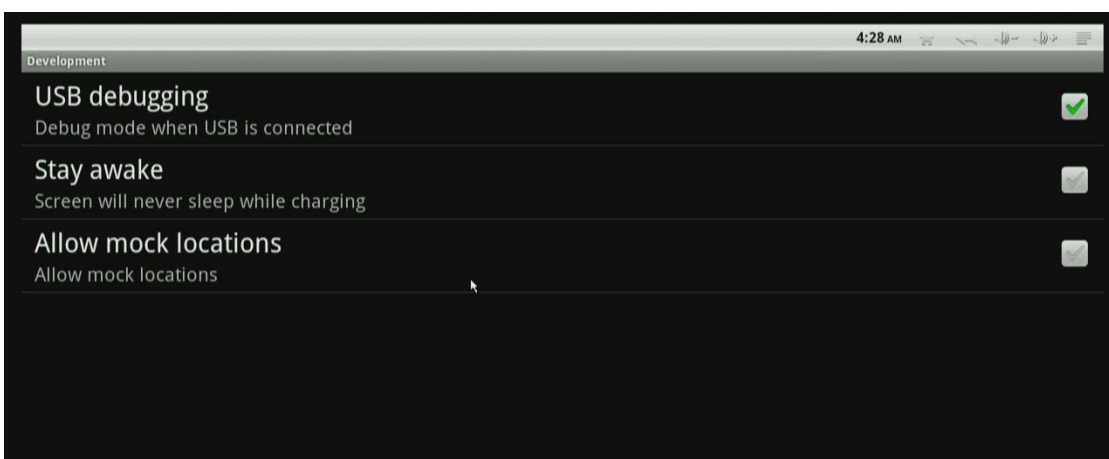 4:28 AM
Development
USB debugging
Debug mode when USB is connected
Stay awake
Screen will never sleep while charging
Allow mock locations
Allow mock locations